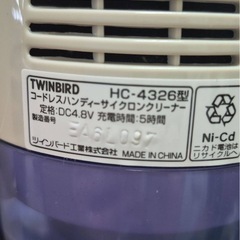 TWINBIRD HC-4326型
コードレスハンディーサイクロンクリーナー
定格:DC4.8V 充電時間:5時間
製造番号 EA61097
ツインバード工業株式会社 MADE IN CHINA
Ni-Cd
ニカド電池は
リサイクルへ